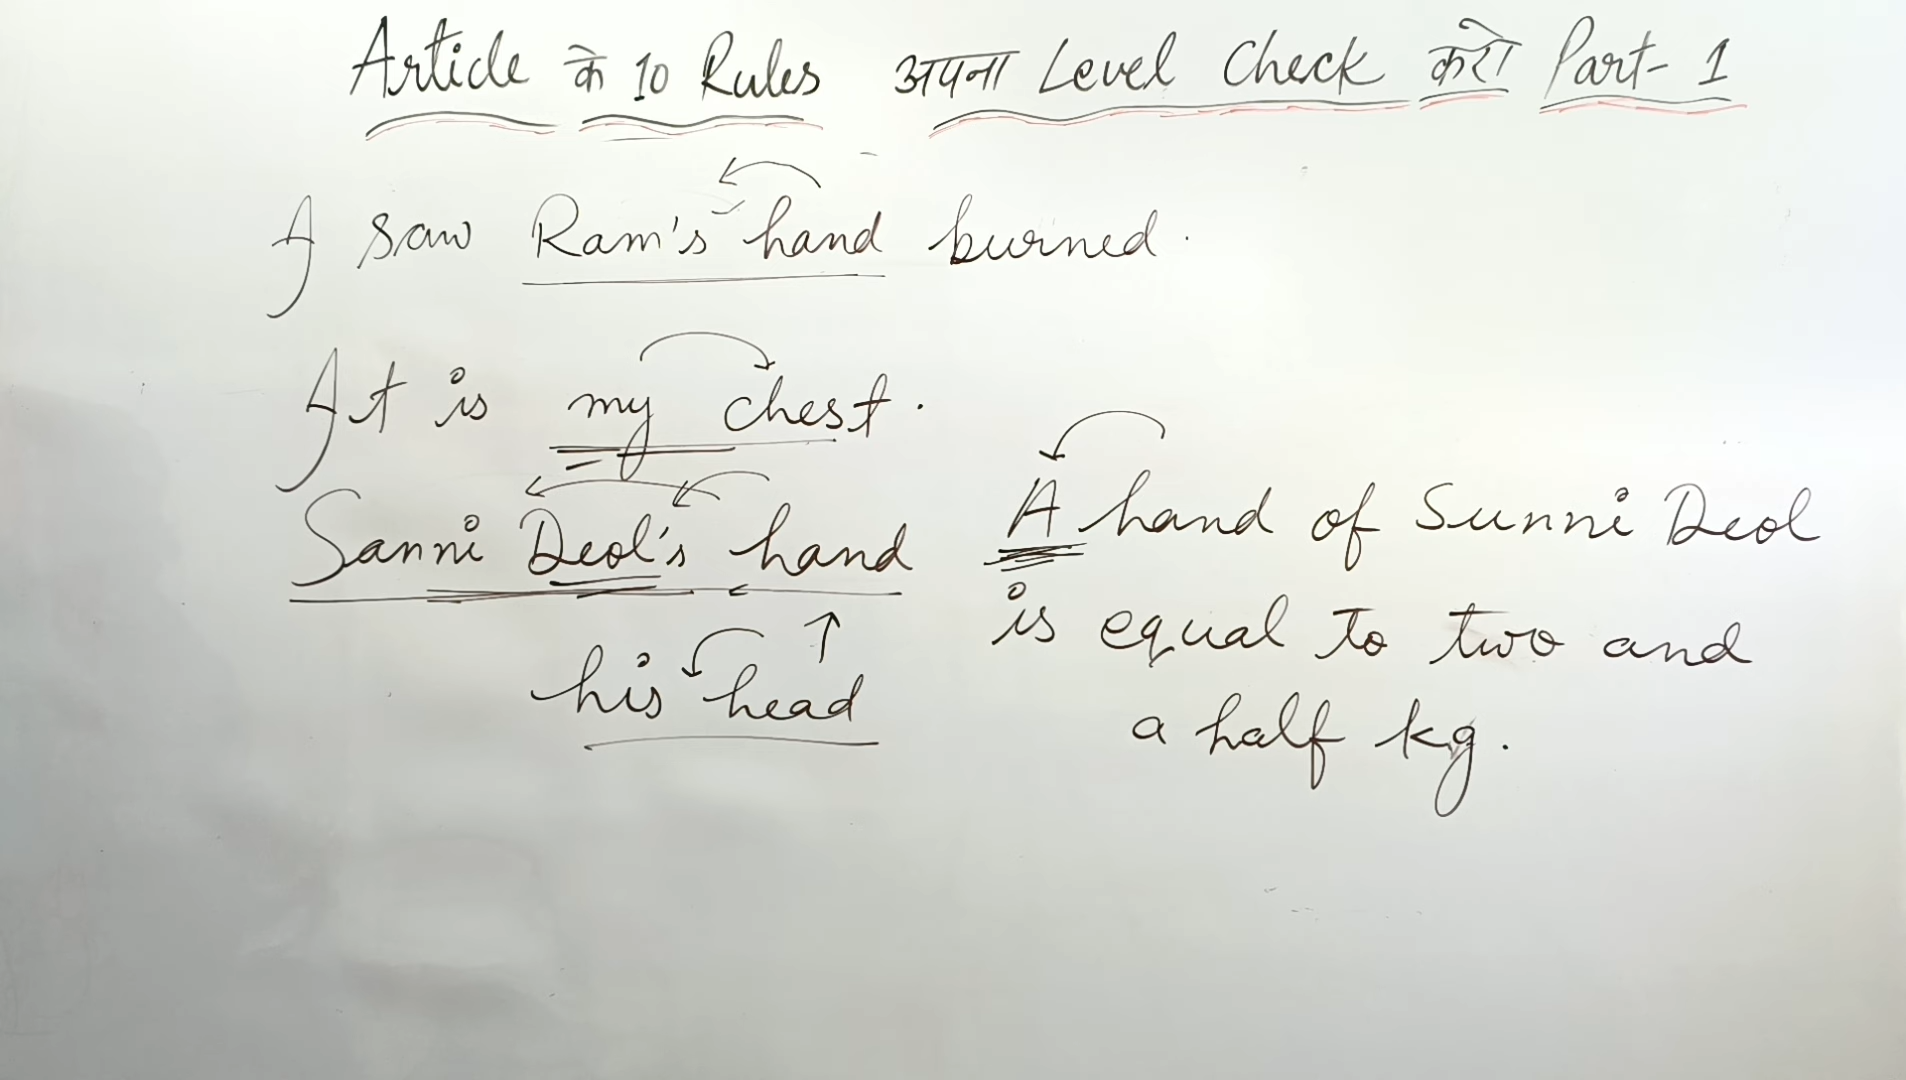 Article के 10 Rules अपना Level Check करो Part-1
I saw Ram's hand burned.
It is my chest.
Sanni Deol's hand
his head
A hand of Sunni Deol
is equal to two and
a half kg.